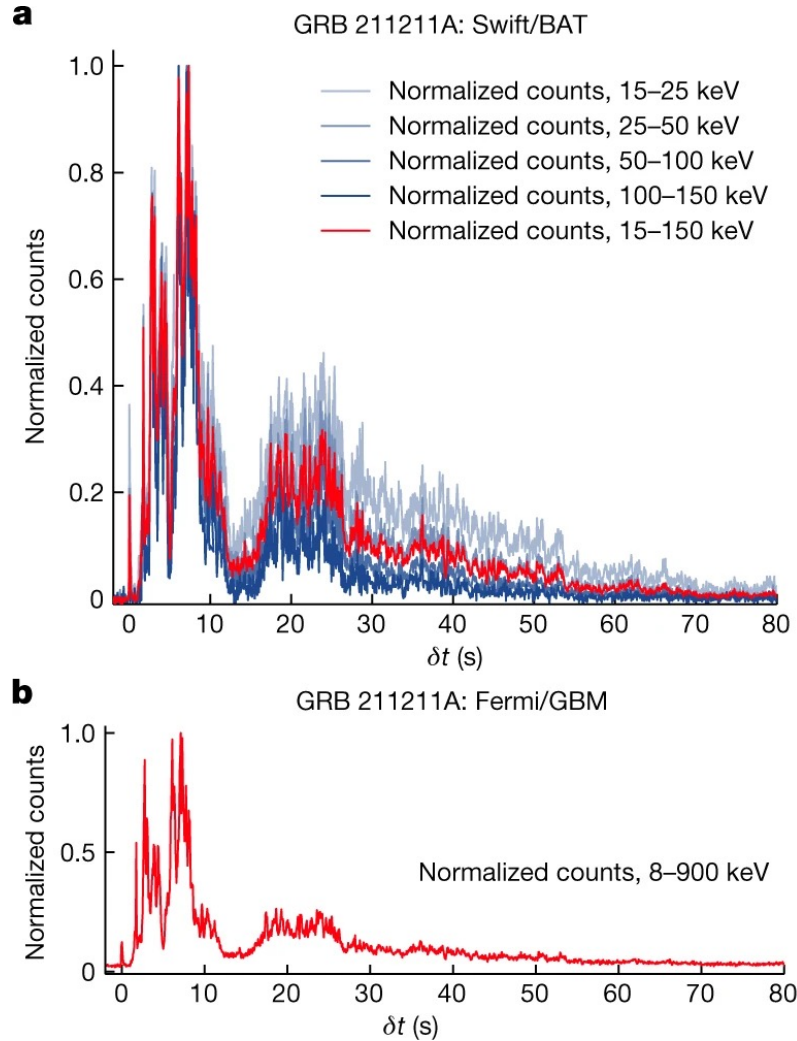 a
GRB 211211A: Swift/BAT
1.0
0.8
0.6
0.4
0.2
0
Normalized counts
Normalized counts, 15–25 keV
Normalized counts, 25–50 keV
Normalized counts, 50–100 keV
Normalized counts, 100–150 keV
Normalized counts, 15–150 keV
0 10 20 30 40 50 60 70 80
δt (s)
b
GRB 211211A: Fermi/GBM
1.0
0.5
0
Normalized counts
Normalized counts, 8–900 keV
0 10 20 30 40 50 60 70 80
δt (s)